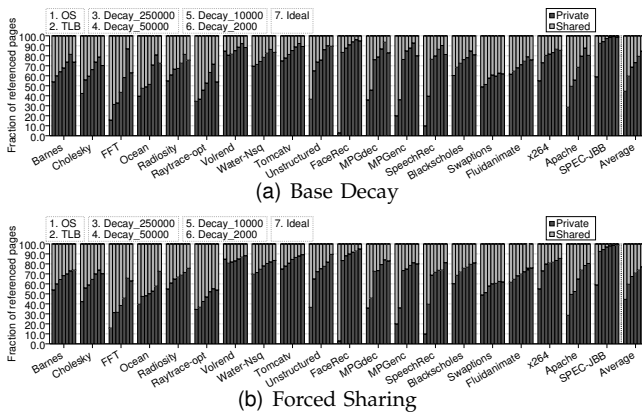 1. OS 3. Decay_250000 5. Decay_10000 7. Ideal
2. TLB 4. Decay_50000 6. Decay_2000
Private
Shared
Fraction of referenced pages
100.0
90.0
80.0
70.0
60.0
50.0
40.0
30.0
20.0
10.0
0.0
Barnes Cholesky FFT Ocean Radiosity Raytrace-opt Volrend Water-Nsq Tomcatv Unstructured FaceRec MPGdec MPGenc SpeechRec Blackscholes Swaptions Fluidanimate x264 Apache SPEC-JBB Average
(a) Base Decay
1. OS 3. Decay_250000 5. Decay_10000 7. Ideal
2. TLB 4. Decay_50000 6. Decay_2000
Private
Shared
Fraction of referenced pages
100.0
90.0
80.0
70.0
60.0
50.0
40.0
30.0
20.0
10.0
0.0
Barnes Cholesky FFT Ocean Radiosity Raytrace-opt Volrend Water-Nsq Tomcatv Unstructured FaceRec MPGdec MPGenc SpeechRec Blackscholes Swaptions Fluidanimate x264 Apache SPEC-JBB Average
(b) Forced Sharing